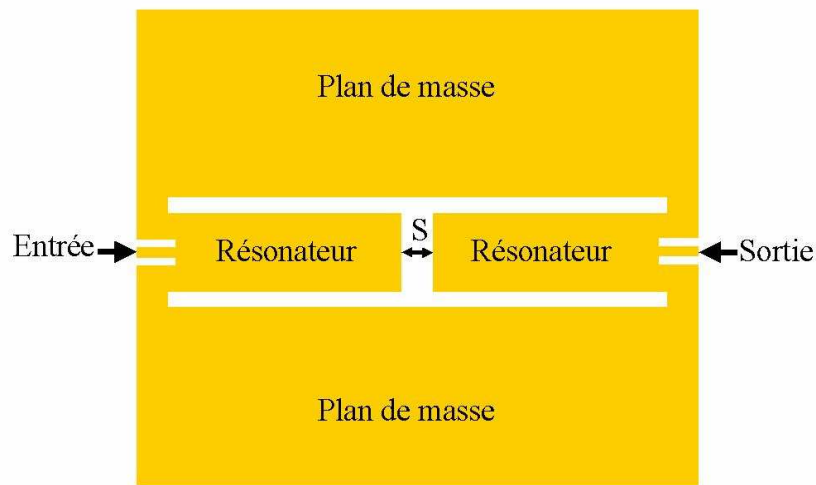 Plan de masse
S
Entrée
Résonateur
Résonateur
Sortie
Plan de masse